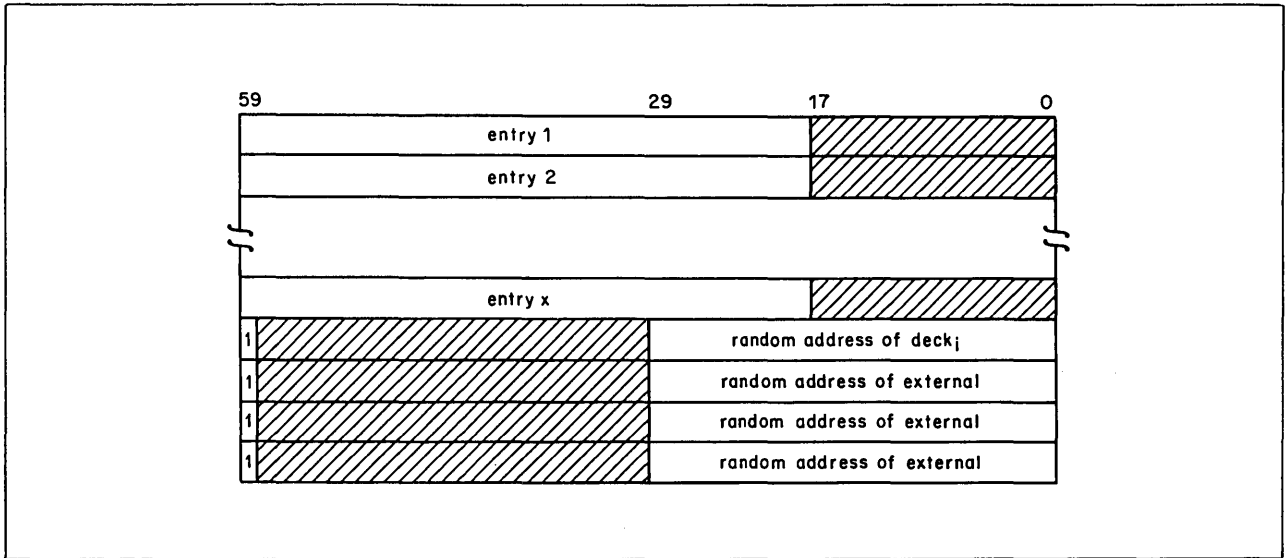 59 29 17 0
entry 1
entry 2
entry x
1 random address of deckᵢ
1 random address of external
1 random address of external
1 random address of external